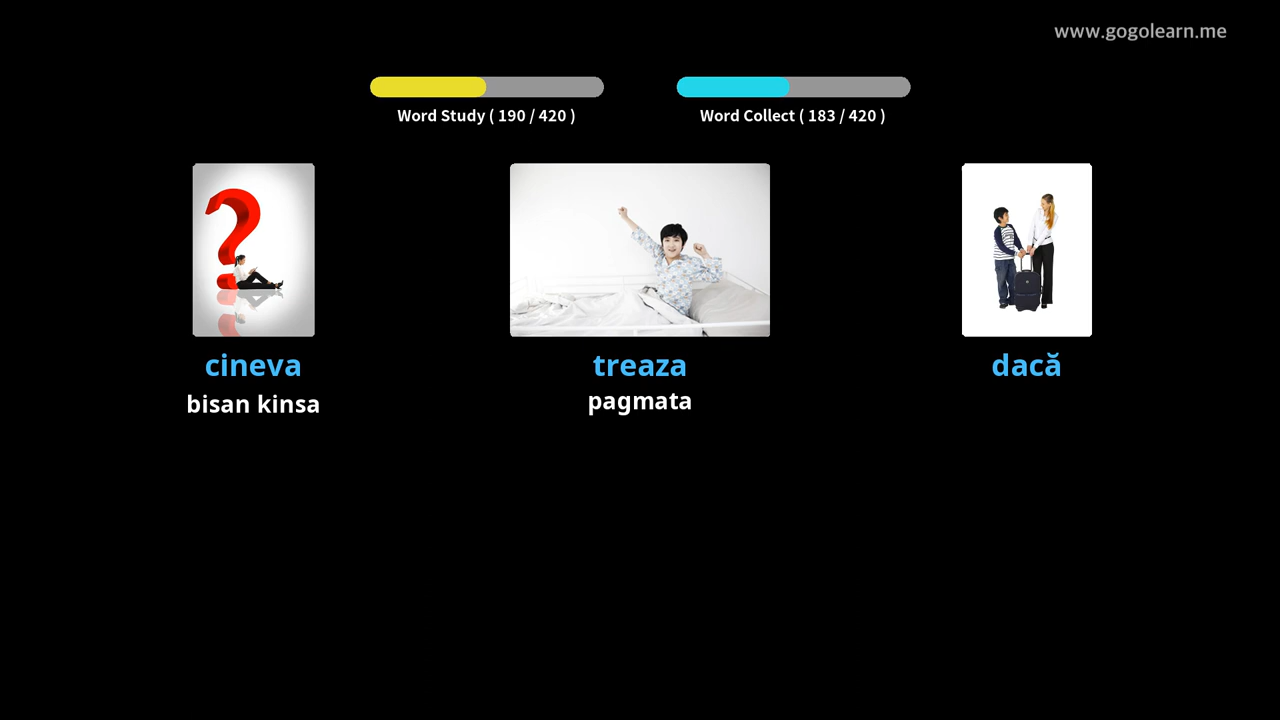 www.gogolearn.me
Word Study ( 190 / 420 )
Word Collect ( 183 / 420 )
cineva
treaza
dacă
bisan kinsa
pagmata